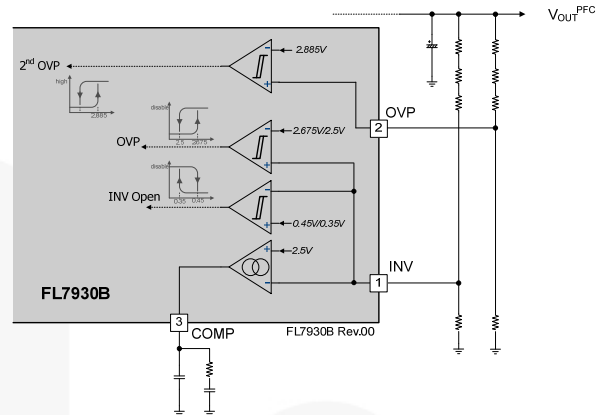 VOUT PFC
2nd OVP
2.885V
high
2.885
OVP
2
disable
2.5 2.675
OVP
2.675V/2.5V
disable
0.35 0.45
INV Open
0.45V/0.35V
2.5V
INV
1
FL7930B
3
COMP
FL7930B Rev.00